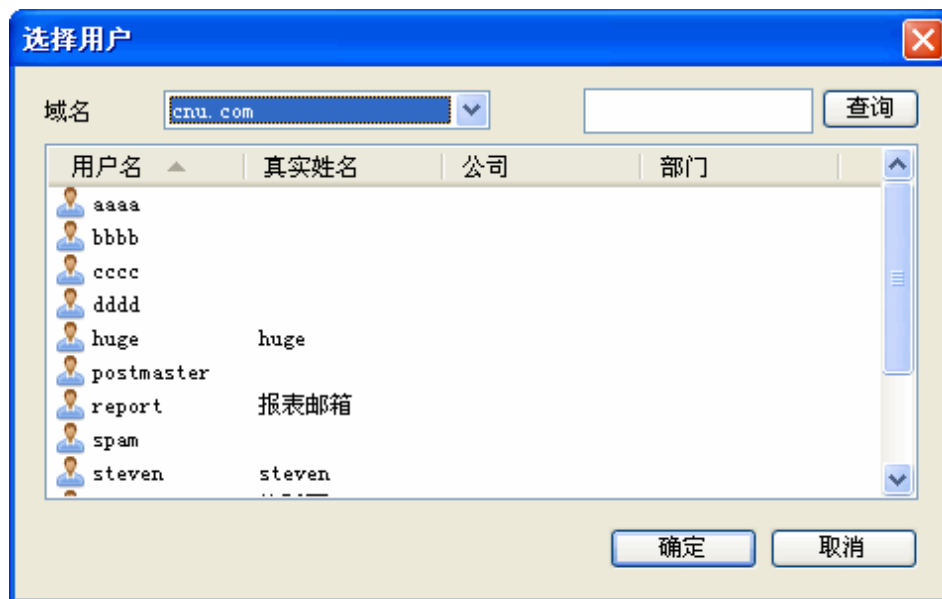 选择用户
域名 cnu.com 查询
用户名 真实姓名 公司 部门
aaaa
bbbb
cccc
dddd
huge huge
postmaster
report 报表邮箱
spam
steven steven
确定 取消